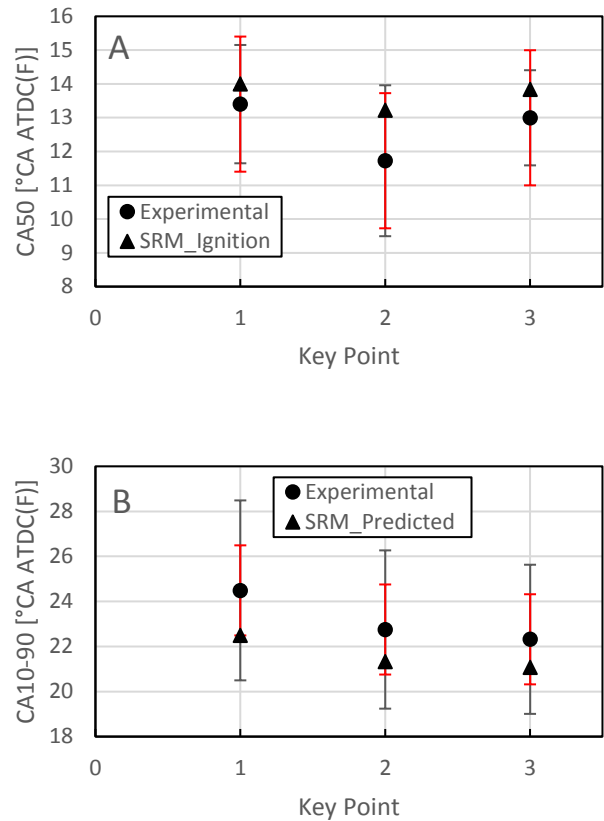 A
CA50 [°CA ATDC(F)]
16
15
14
13
12
11
10
9
8
Experimental
SRM_Ignition
0 1 2 3
Key Point
B
CA10-90 [°CA ATDC(F)]
30
28
26
24
22
20
18
Experimental
SRM_Predicted
0 1 2 3
Key Point